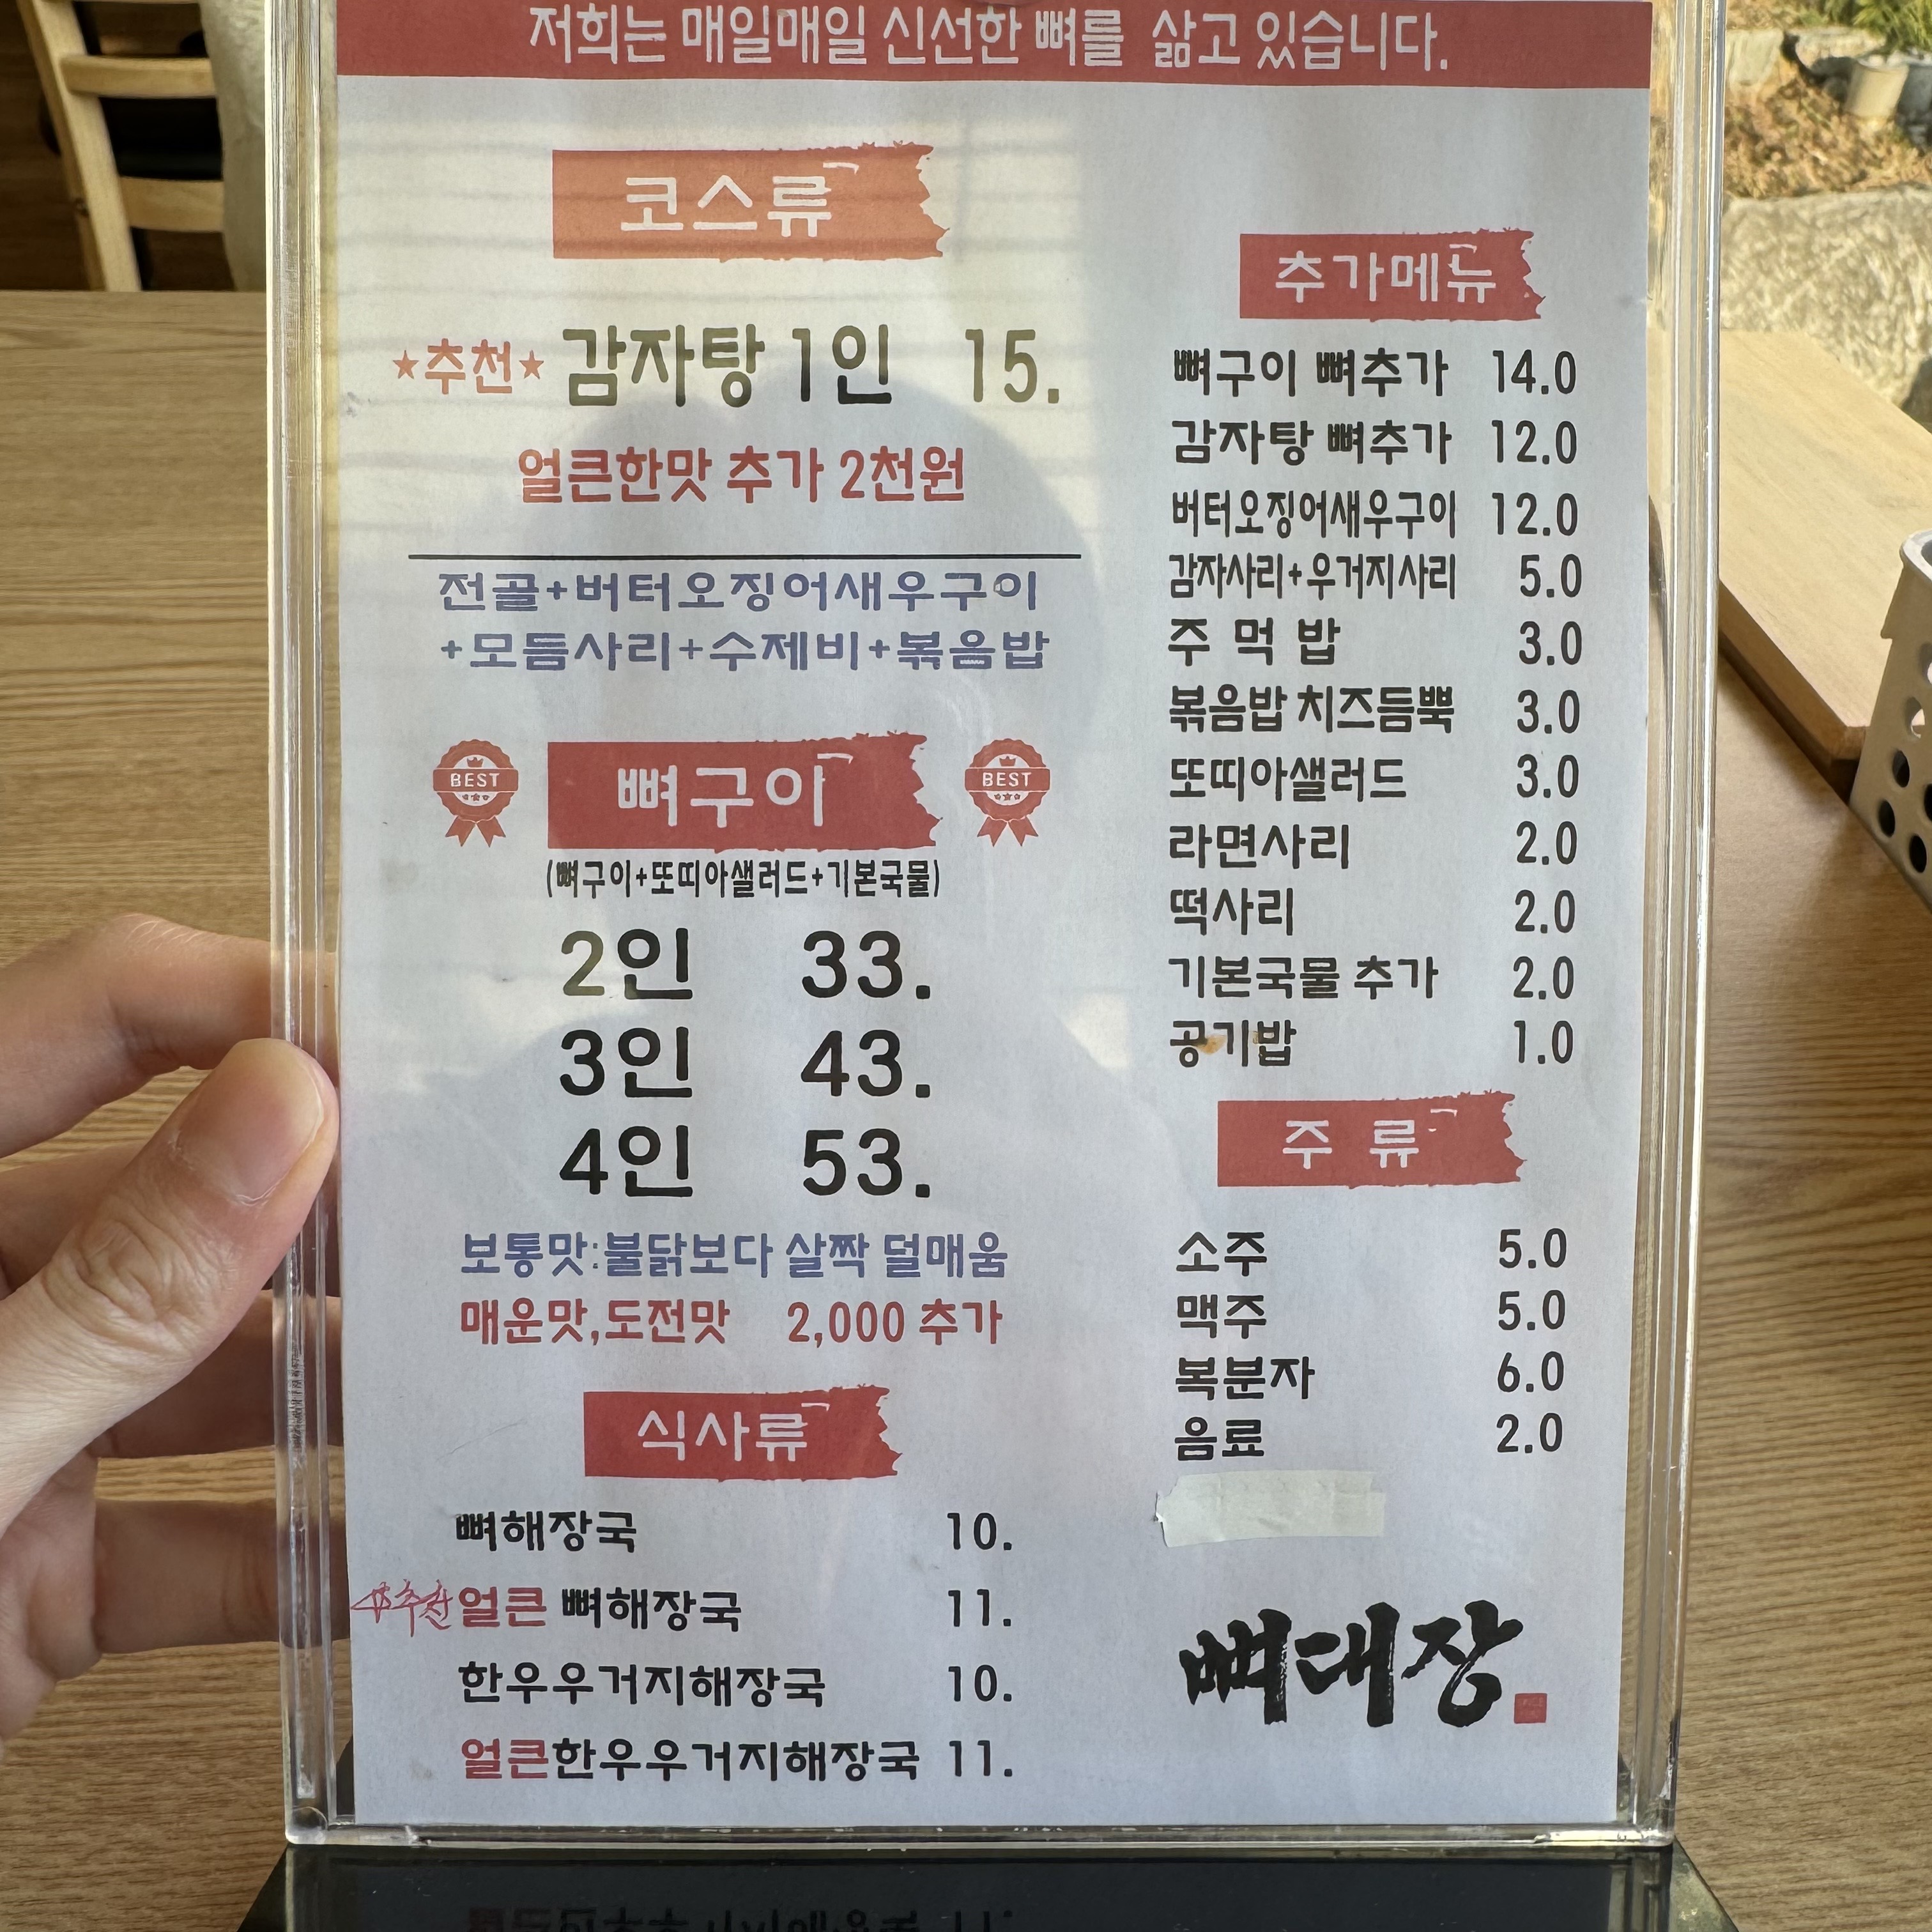 저희는 매일매일 신선한 뼈를 삶고 있습니다.
코스류
★추천★ 감자탕 1인 15.
얼큰한맛 추가 2천원
전골+버터오징어새우구이
+모듬사리+수제비+볶음밥
BEST 뼈구이 BEST
(뼈구이+또띠아샐러드+기본국물)
2인 33.
3인 43.
4인 53.
보통맛:불닭보다 살짝 덜매움
매운맛,도전맛 2,000 추가
식사류
뼈해장국 10.
추천 얼큰 뼈해장국 11.
한우우거지해장국 10.
얼큰한우우거지해장국 11.
추가메뉴
뼈구이 뼈추가 14.0
감자탕 뼈추가 12.0
버터오징어새우구이 12.0
감자사리+우거지사리 5.0
주 먹 밥 3.0
볶음밥 치즈듬뿍 3.0
또띠아샐러드 3.0
라면사리 2.0
떡사리 2.0
기본국물 추가 2.0
공기밥 1.0
주 류
소주 5.0
맥주 5.0
복분자 6.0
음료 2.0
뼈대장